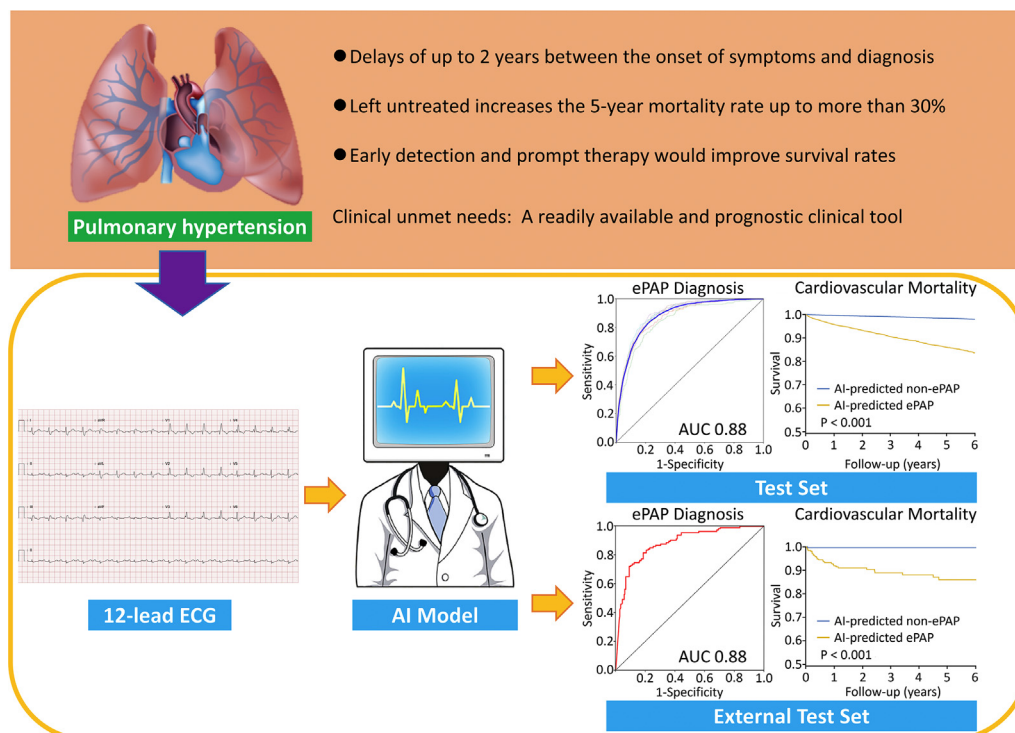 ● Delays of up to 2 years between the onset of symptoms and diagnosis
● Left untreated increases the 5-year mortality rate up to more than 30%
● Early detection and prompt therapy would improve survival rates
Clinical unmet needs: A readily available and prognostic clinical tool
Pulmonary hypertension
12-lead ECG
AI Model
ePAP Diagnosis
Sensitivity
1.0
0.8
0.6
0.4
0.2
0.0
0.2 0.4 0.6 0.8 1.0
AUC 0.88
1-Specificity
Cardiovascular Mortality
Survival
1.0
0.9
0.8
0.7
0.6
0.5
AI-predicted non-ePAP
AI-predicted ePAP
P < 0.001
0 1 2 3 4 5 6
Follow-up (years)
Test Set
ePAP Diagnosis
Sensitivity
1.0
0.8
0.6
0.4
0.2
0.0
0.2 0.4 0.6 0.8 1.0
AUC 0.88
1-Specificity
Cardiovascular Mortality
Survival
1.0
0.9
0.8
0.7
0.6
0.5
AI-predicted non-ePAP
AI-predicted ePAP
P < 0.001
0 1 2 3 4 5 6
Follow-up (years)
External Test Set